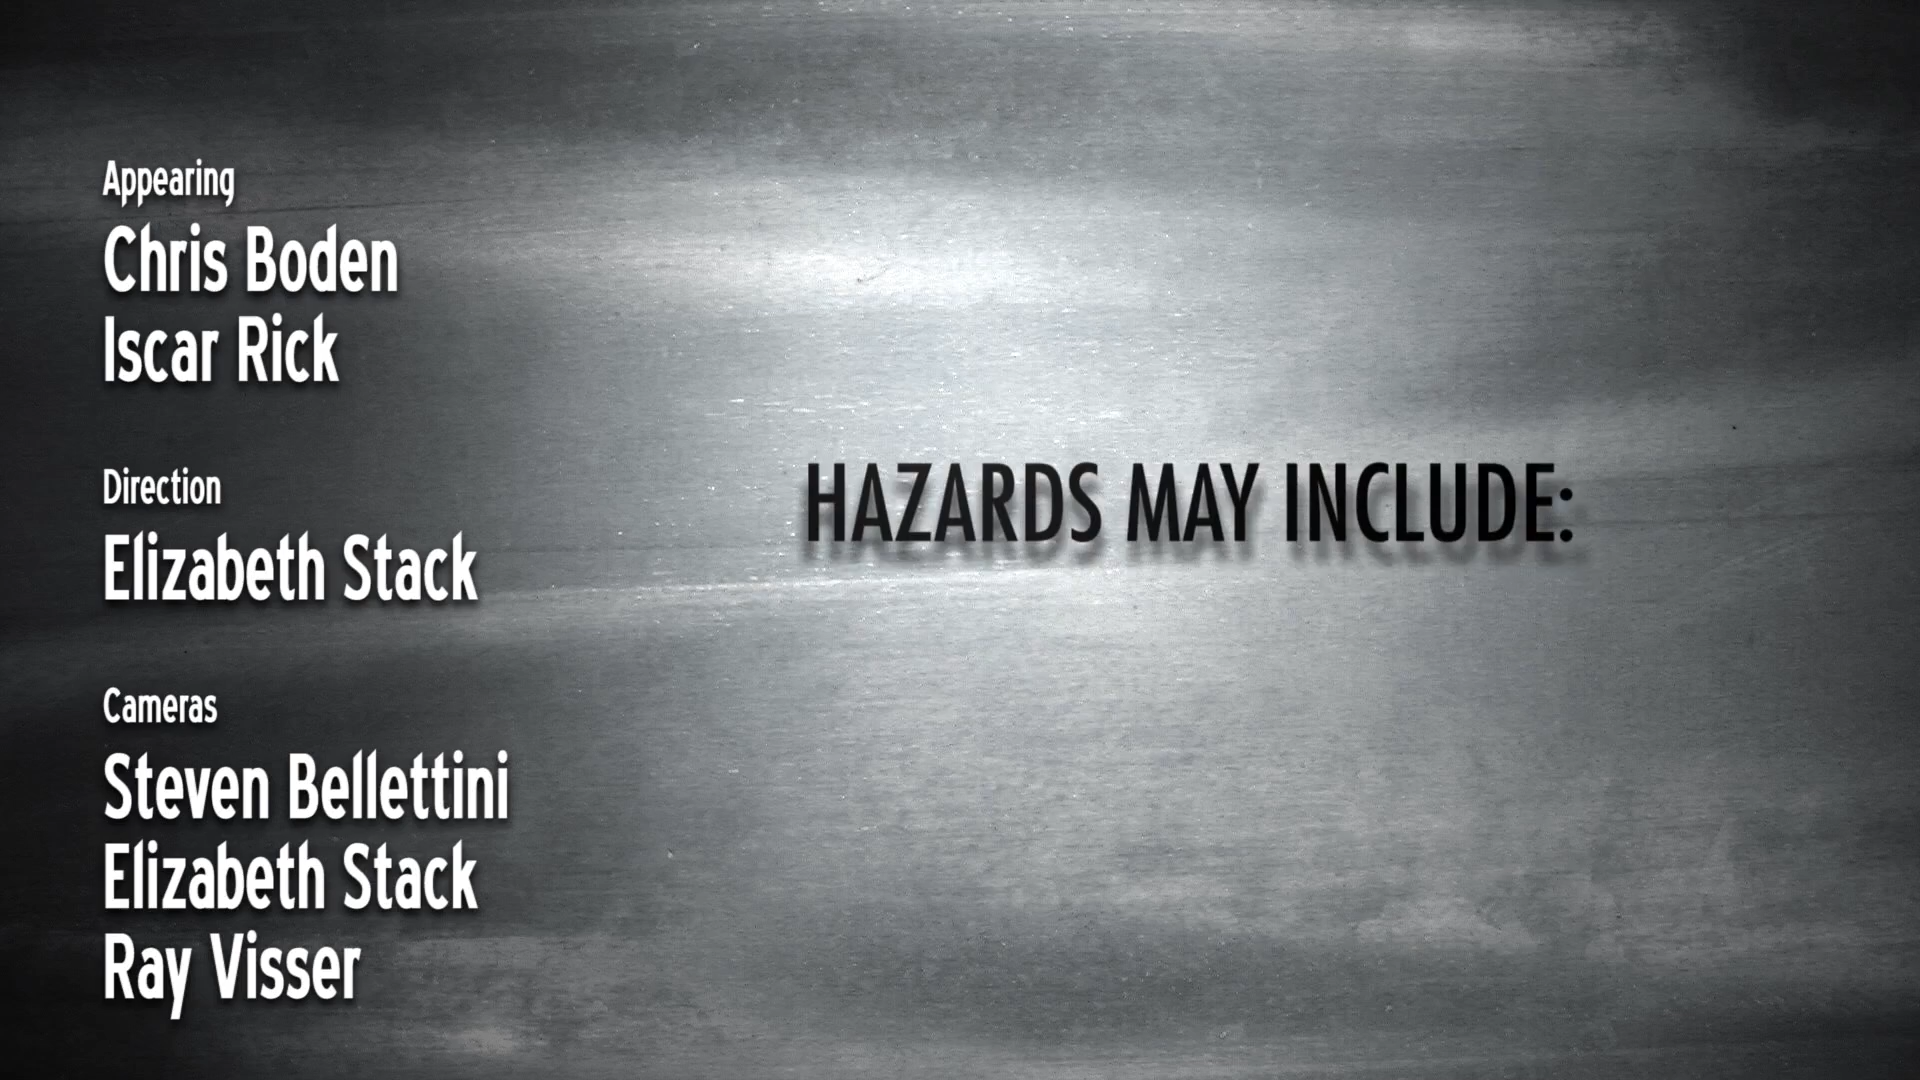 Appearing
Chris Boden
Iscar Rick
Direction
Elizabeth Stack
Cameras
Steven Bellettini
Elizabeth Stack
Ray Visser
HAZARDS MAY INCLUDE: